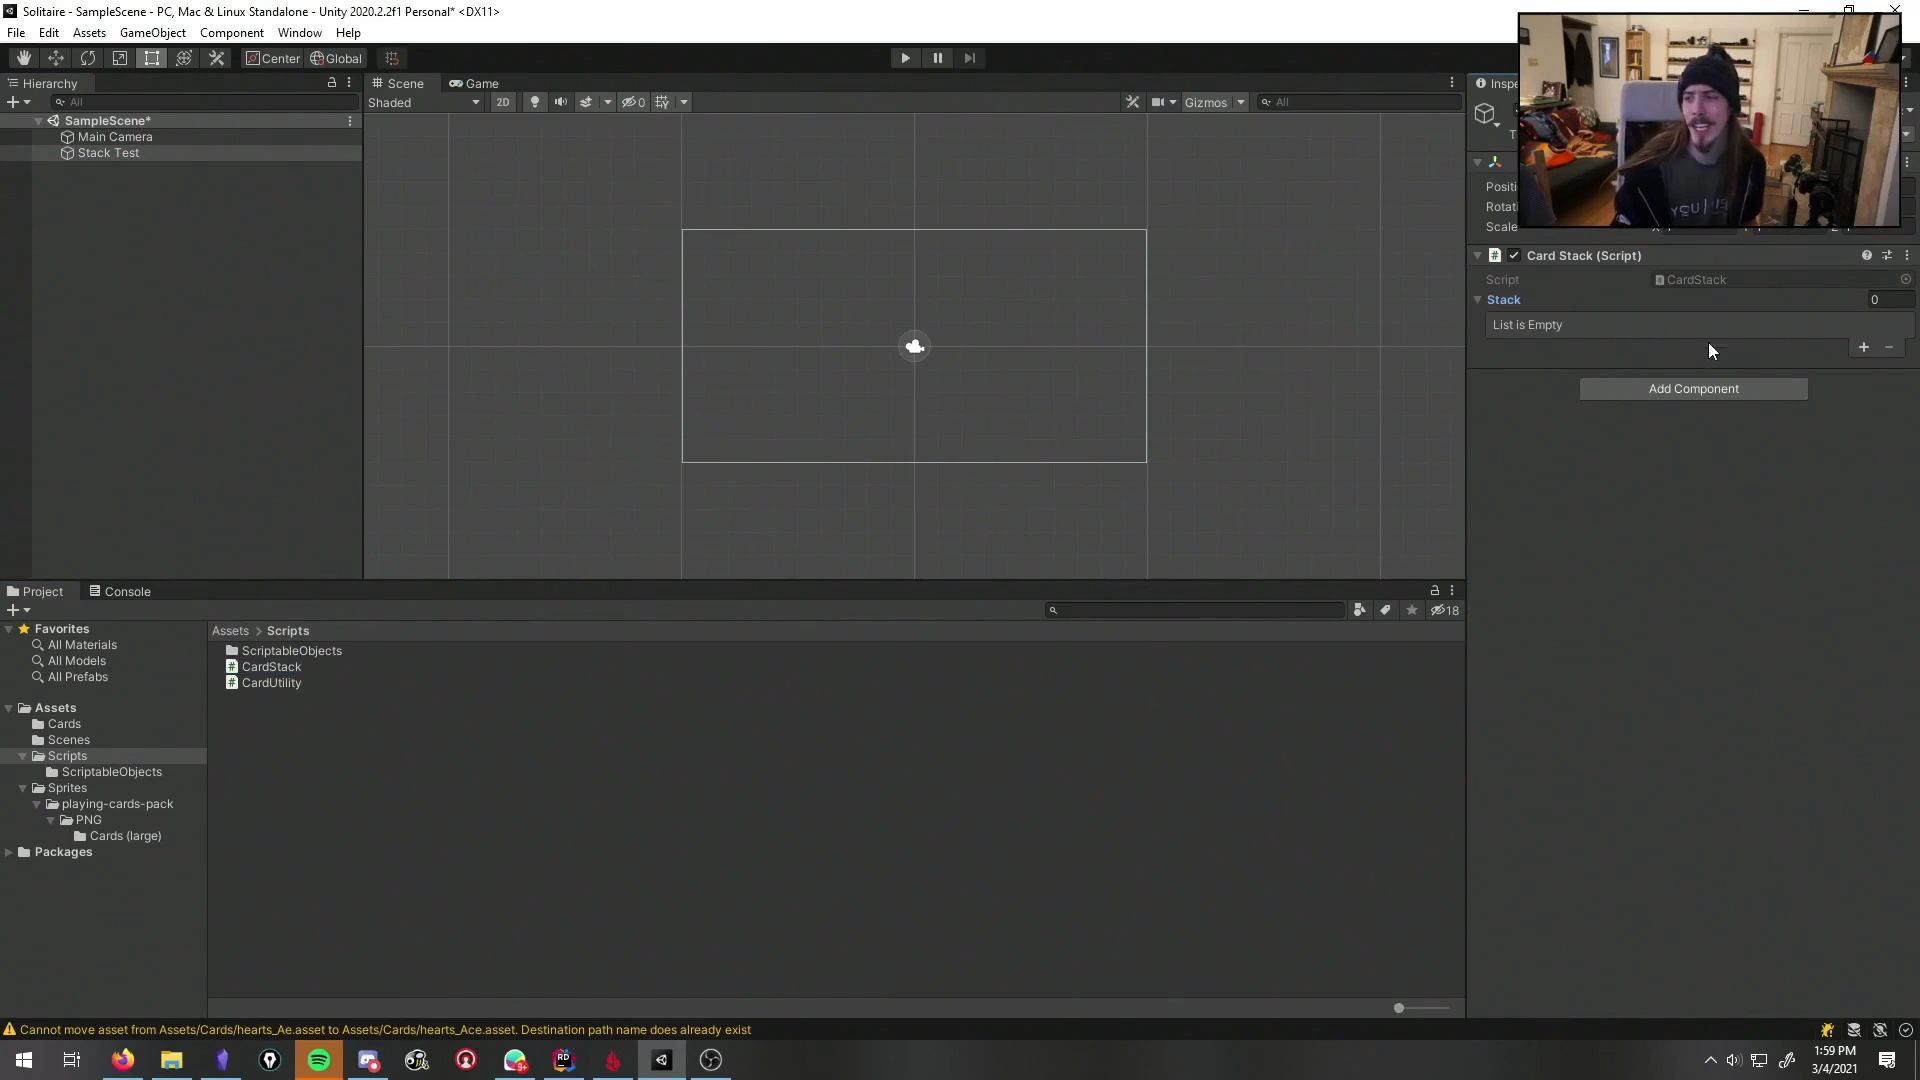 Solitaire - SampleScene - PC, Mac & Linux Standalone - Unity 2020.2.2f1 Personal* <DX11>
File Edit Assets GameObject Component Window Help
Center Global
Hierarchy
All
SampleScene*
Main Camera
Stack Test
Scene Game
Shaded 2D 0 Gizmos All
Inspe
T
Positi
Rotati
Scale
Card Stack (Script)
Script CardStack
Stack 0
List is Empty
Add Component
Project Console
18
Favorites
All Materials
All Models
All Prefabs
Assets
Cards
Scenes
Scripts
ScriptableObjects
Sprites
playing-cards-pack
PNG
Cards (large)
Packages
Assets > Scripts
ScriptableObjects
CardStack
CardUtility
Cannot move asset from Assets/Cards/hearts_Ae.asset to Assets/Cards/hearts_Ace.asset. Destination path name does already exist
9+
RD
1:59 PM
3/4/2021